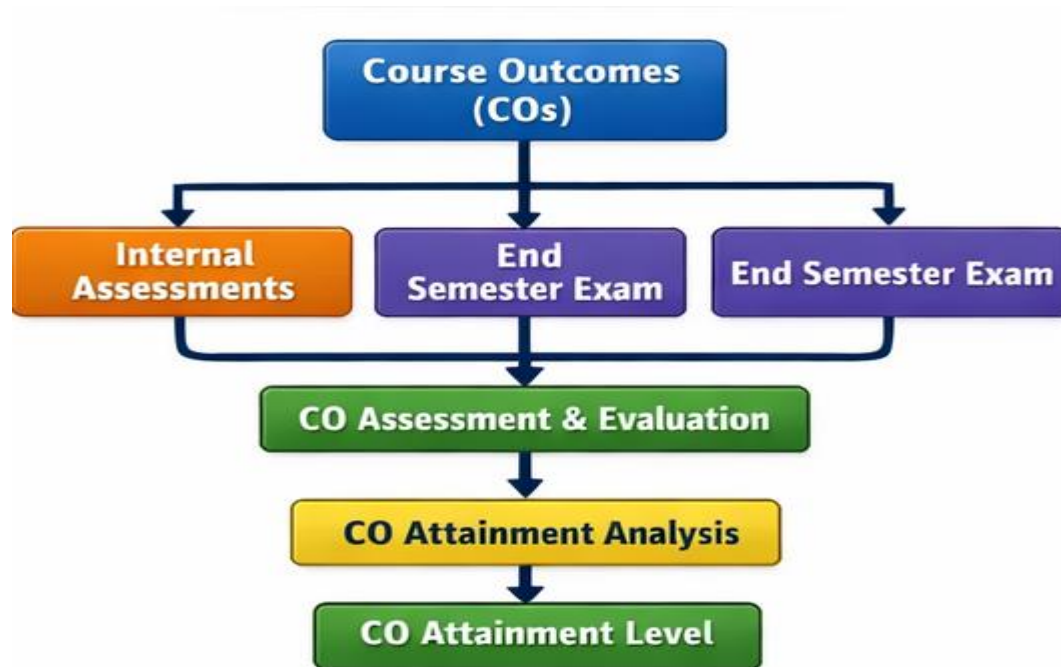 Course Outcomes
(COs)
Internal
Assessments
End
Semester Exam
End Semester Exam
CO Assessment & Evaluation
CO Attainment Analysis
CO Attainment Level